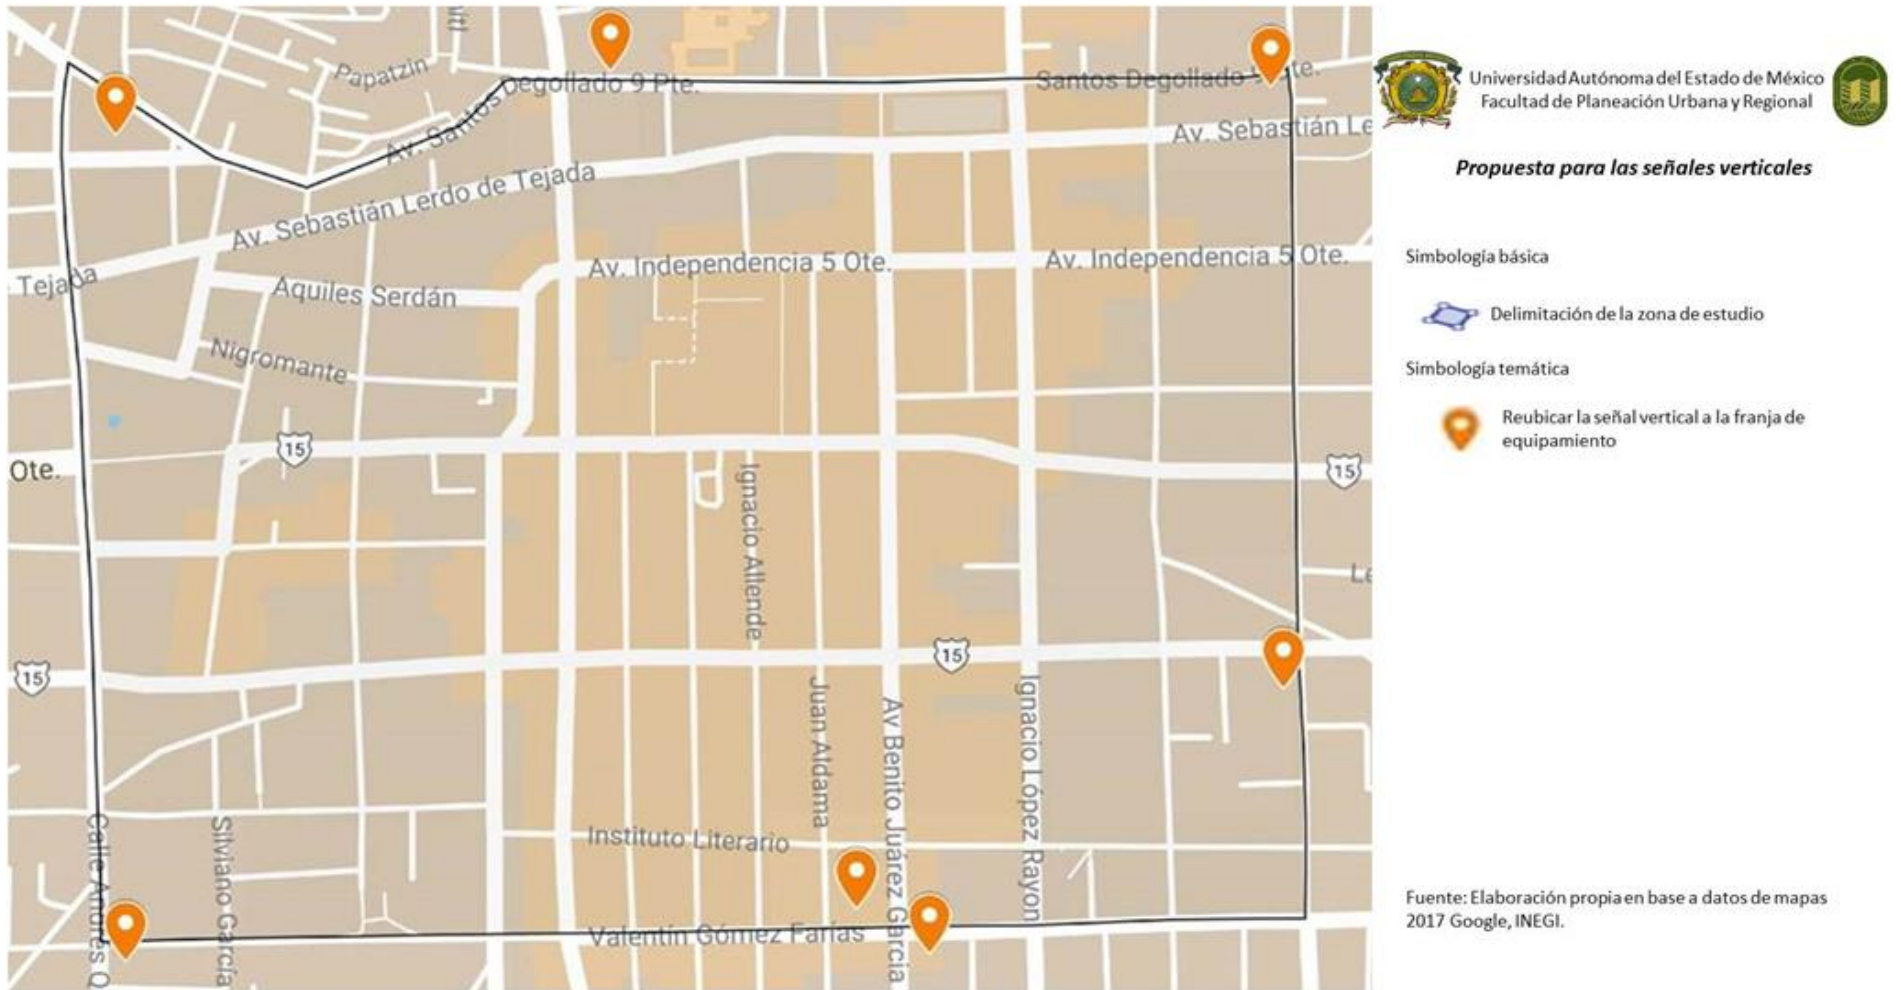 Papatzin
Degollado 9 Pte.
Santos Degollado
te.
Av. Santos
Av. Sebastián Le
Av. Sebastián Lerdo de Tejada
Tejada
Av. Independencia 5 Ote.
Av. Independencia 5 Ote.
Aquiles Serdán
Nigromante
15
Ote.
15
Ignacio Allende
Le
15
15
Juan Aldama
Av Benito Juárez García
Ignacio López Rayon
Calle Andrés Q
Silviano García
Instituto Literario
Valentín Gómez Farías
Universidad Autónoma del Estado de México
Facultad de Planeación Urbana y Regional
Propuesta para las señales verticales
Simbología básica
Delimitación de la zona de estudio
Simbología temática
Reubicar la señal vertical a la franja de
equipamiento
Fuente: Elaboración propia en base a datos de mapas
2017 Google, INEGI.